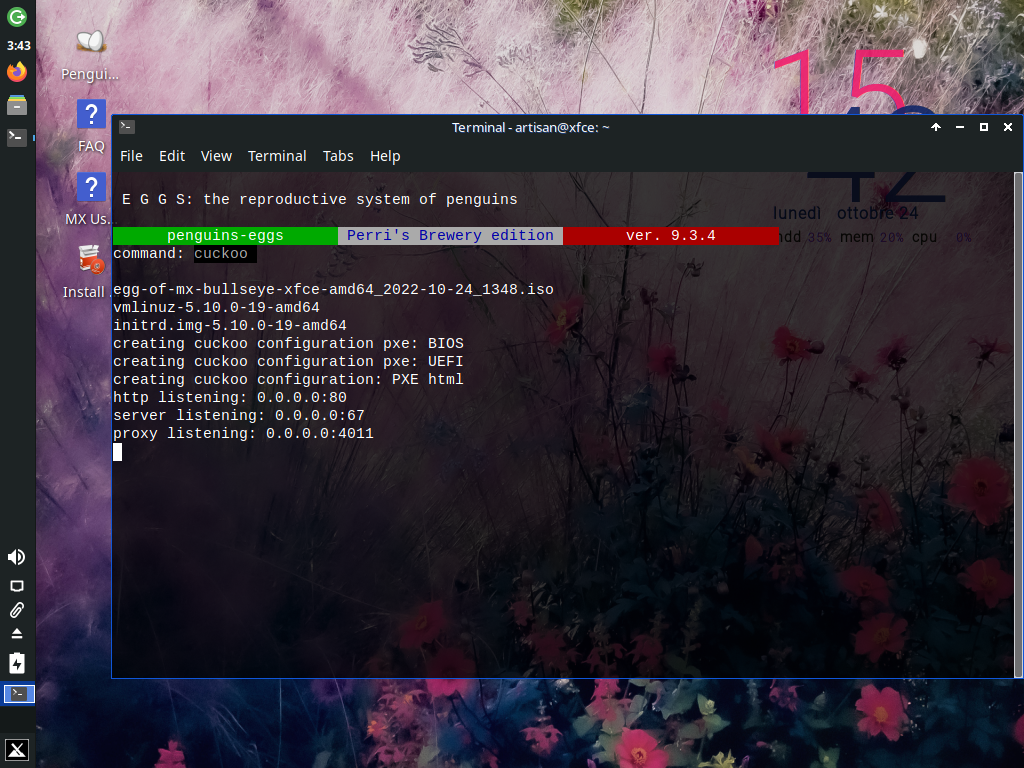 3:43
Pengui...
FAQ
MX Us...
Install
15
42
lunedì ottobre 24
hdd 35% mem 20% cpu 0%
Terminal - artisan@xfce: ~
File Edit View Terminal Tabs Help
E G G S: the reproductive system of penguins
penguins-eggs Perri's Brewery edition ver. 9.3.4
command: cuckoo
egg-of-mx-bullseye-xfce-amd64_2022-10-24_1348.iso
vmlinuz-5.10.0-19-amd64
initrd.img-5.10.0-19-amd64
creating cuckoo configuration pxe: BIOS
creating cuckoo configuration pxe: UEFI
creating cuckoo configuration: PXE html
http listening: 0.0.0.0:80
server listening: 0.0.0.0:67
proxy listening: 0.0.0.0:4011